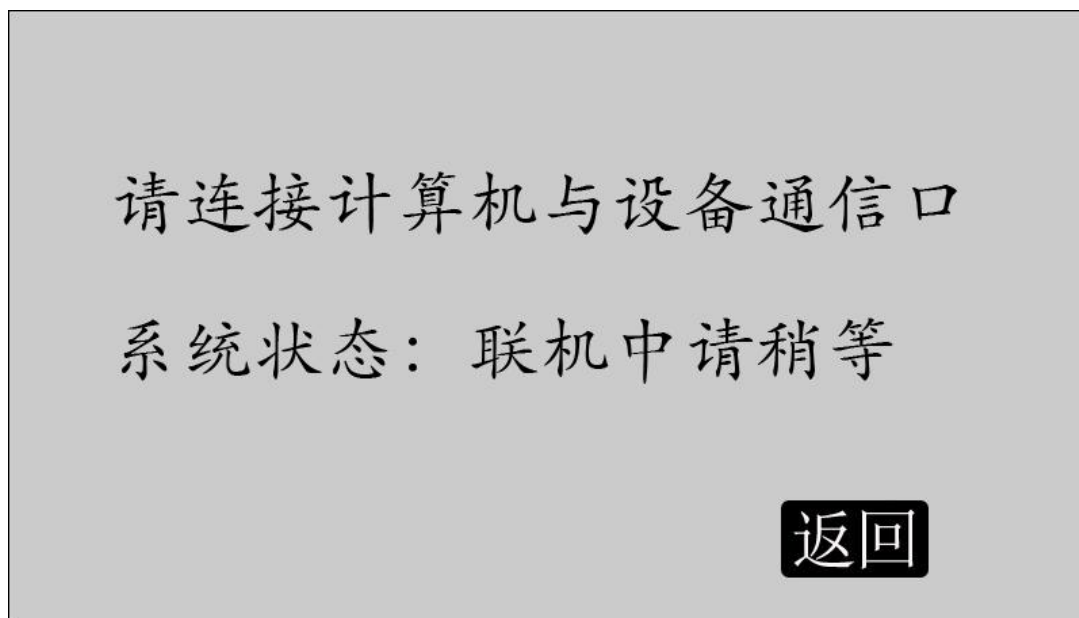 请连接计算机与设备通信口
系统状态：联机中请稍等
返回